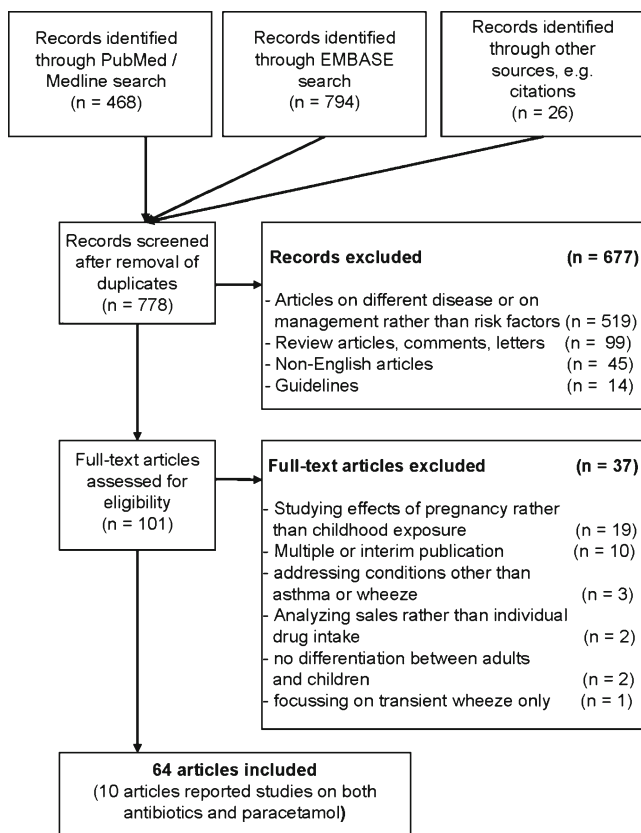 Records identified
through PubMed /
Medline search
(n = 468)
Records identified
through EMBASE
search
(n = 794)
Records identified
through other
sources, e.g.
citations
(n = 26)
Records screened
after removal of
duplicates
(n = 778)
Records excluded (n = 677)
- Articles on different disease or on
management rather than risk factors (n = 519)
- Review articles, comments, letters (n = 99)
- Non-English articles (n = 45)
- Guidelines (n = 14)
Full-text articles
assessed for
eligibility
(n = 101)
Full-text articles excluded (n = 37)
- Studying effects of pregnancy rather
than childhood exposure (n = 19)
- Multiple or interim publication (n = 10)
- addressing conditions other than
asthma or wheeze (n = 3)
- Analyzing sales rather than individual
drug intake (n = 2)
- no differentiation between adults
and children (n = 2)
- focussing on transient wheeze only (n = 1)
64 articles included
(10 articles reported studies on both
antibiotics and paracetamol)